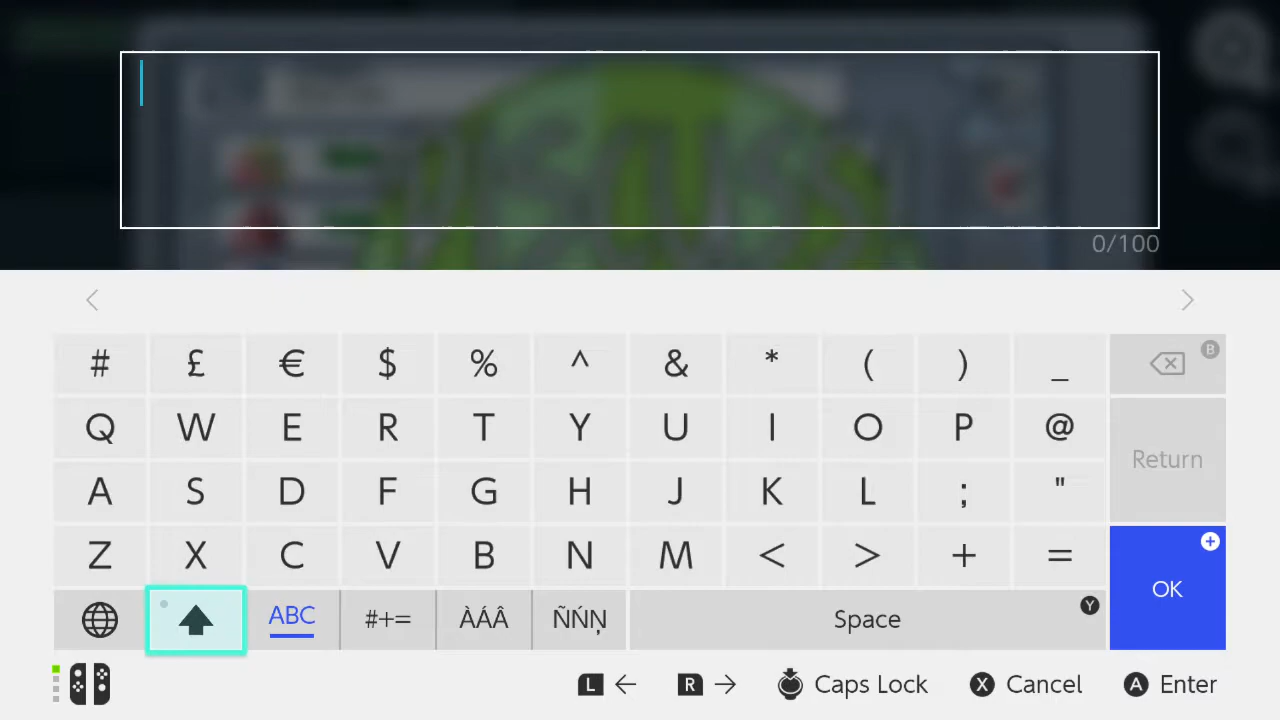 0/100
# £ € $ % ^ & * ( ) _ B
Q W E R T Y U I O P @
Return
A S D F G H J K L ; "
Z X C V B N M < > + =
OK
ABC #+= ÀÁÂ ÑŃŅ Space Y
L ← R → Caps Lock X Cancel A Enter